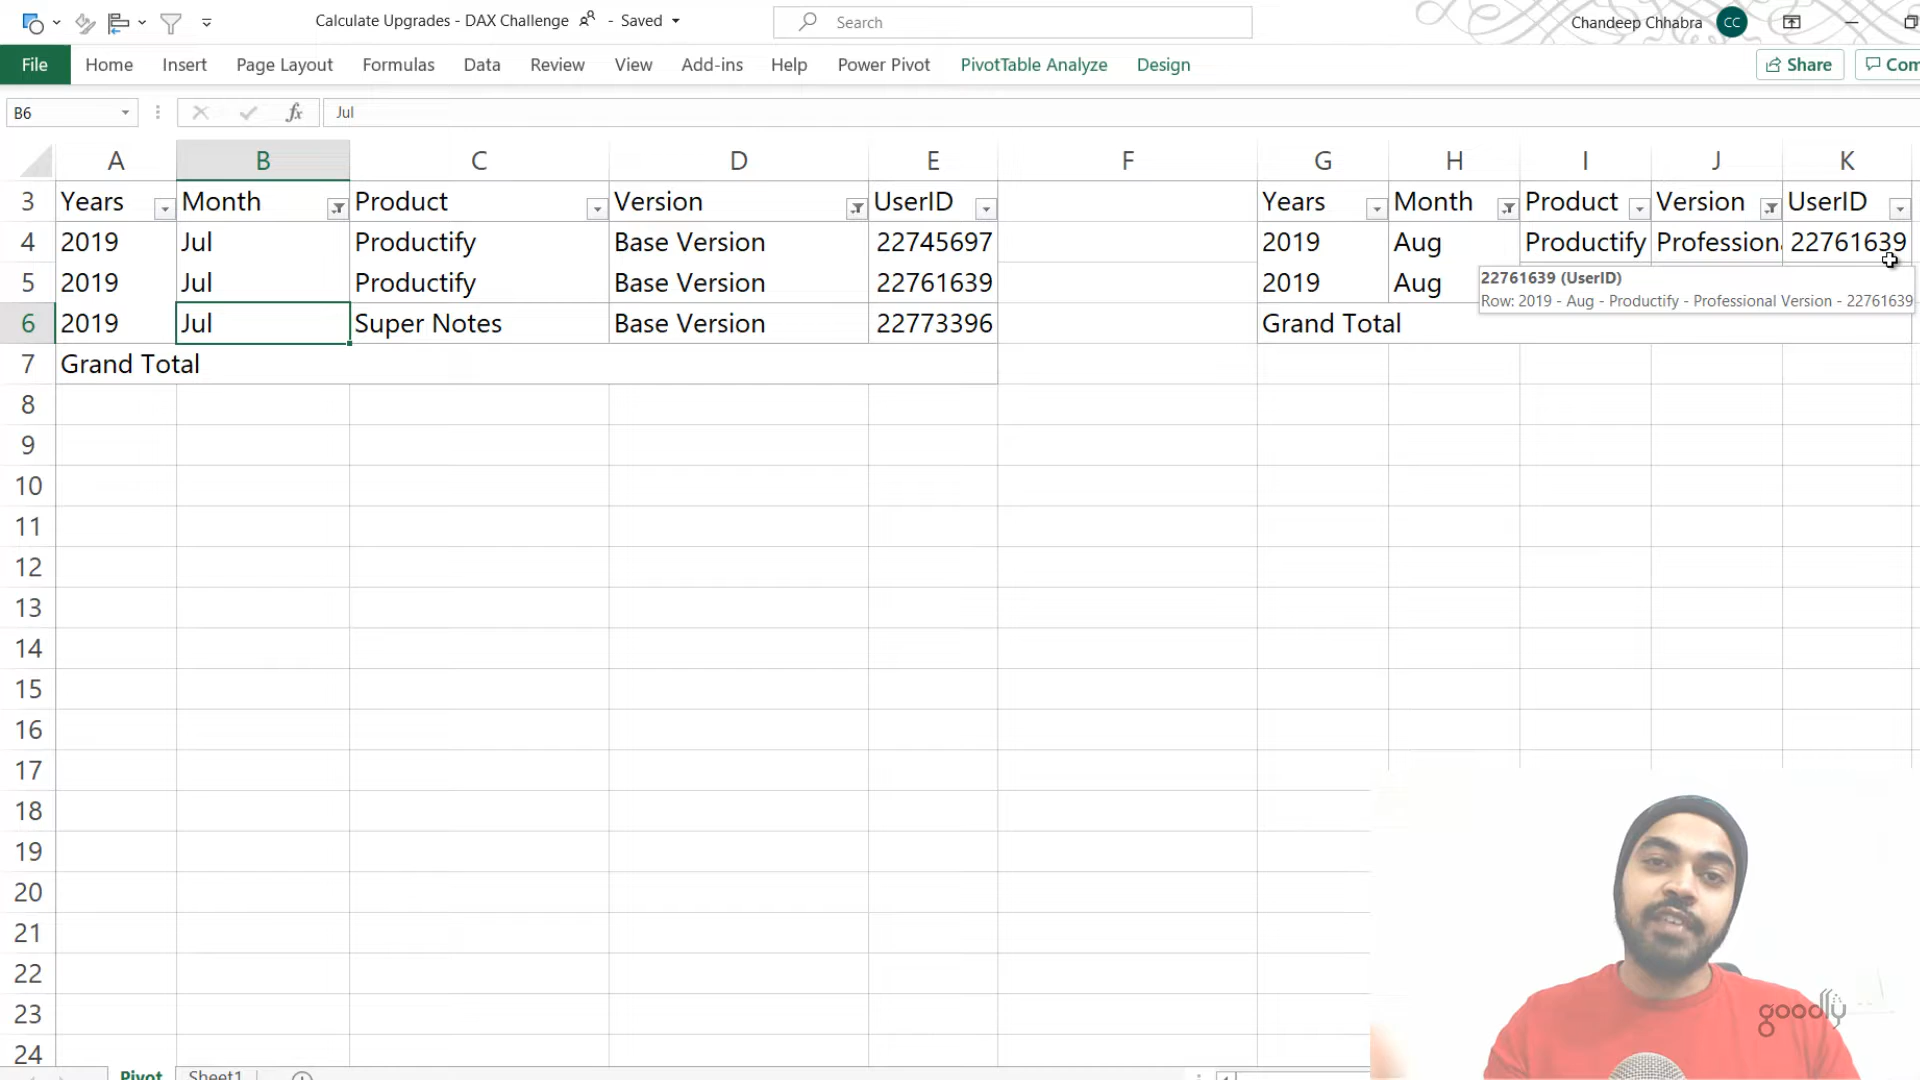 Calculate Upgrades - DAX Challenge - Saved
Search
Chandeep Chhabra CC
File Home Insert Page Layout Formulas Data Review View Add-ins Help Power Pivot PivotTable Analyze Design Share Com
B6 fx Jul
A B C D E F G H I J K
3 Years Month Product Version UserID Years Month Product Version UserID
4 2019 Jul Productify Base Version 22745697 2019 Aug Productify Profession 22761639
5 2019 Jul Productify Base Version 22761639 2019 Aug
22761639 (UserID)
Row: 2019 - Aug - Productify - Professional Version - 22761639
6 2019 Jul Super Notes Base Version 22773396 Grand Total
7 Grand Total
8
9
10
11
12
13
14
15
16
17
18
19
20
21
22
23
24
goodly
Pivot Sheet1